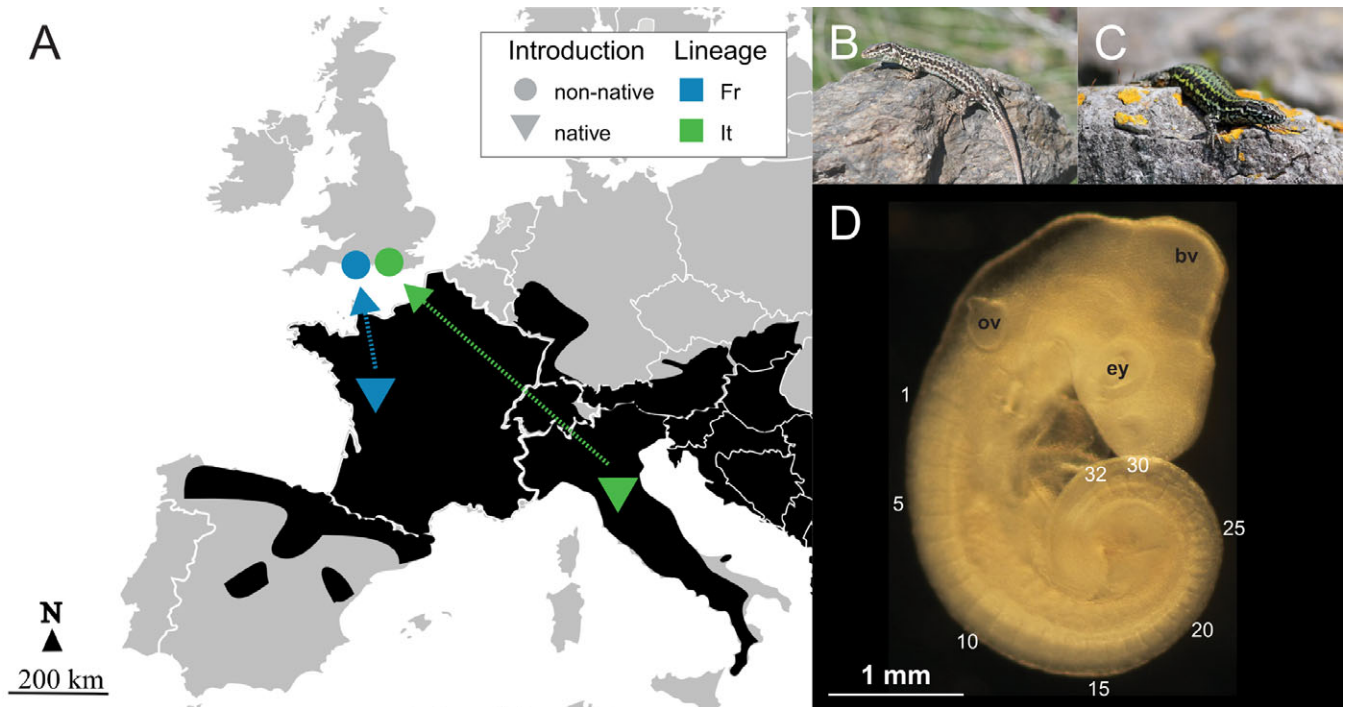 A
Introduction Lineage
non-native Fr
native It
N
200 km
B
C
D
bv
ov
ey
1
32 30
5
25
20
10
15
1 mm